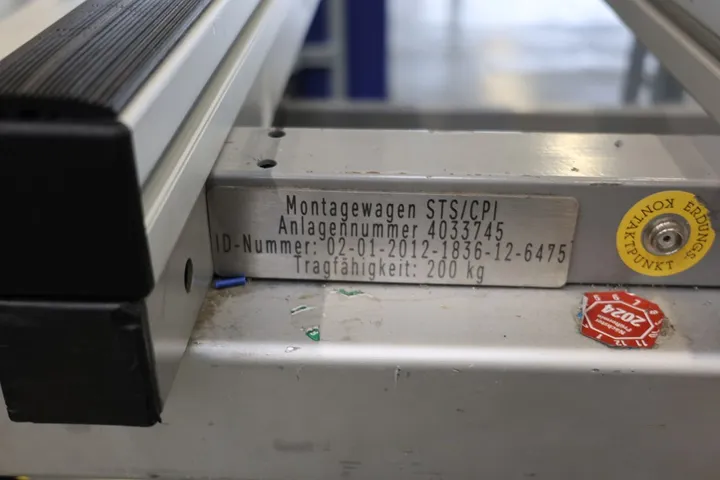 Montagewagen STS/CPI
Anlagennummer 4033745
ID-Nummer: 02-01-2012-1836-12-6475
Tragfähigkeit: 200 kg
ERDUNGS
KONTAKTPUNKT
Nächster
2024